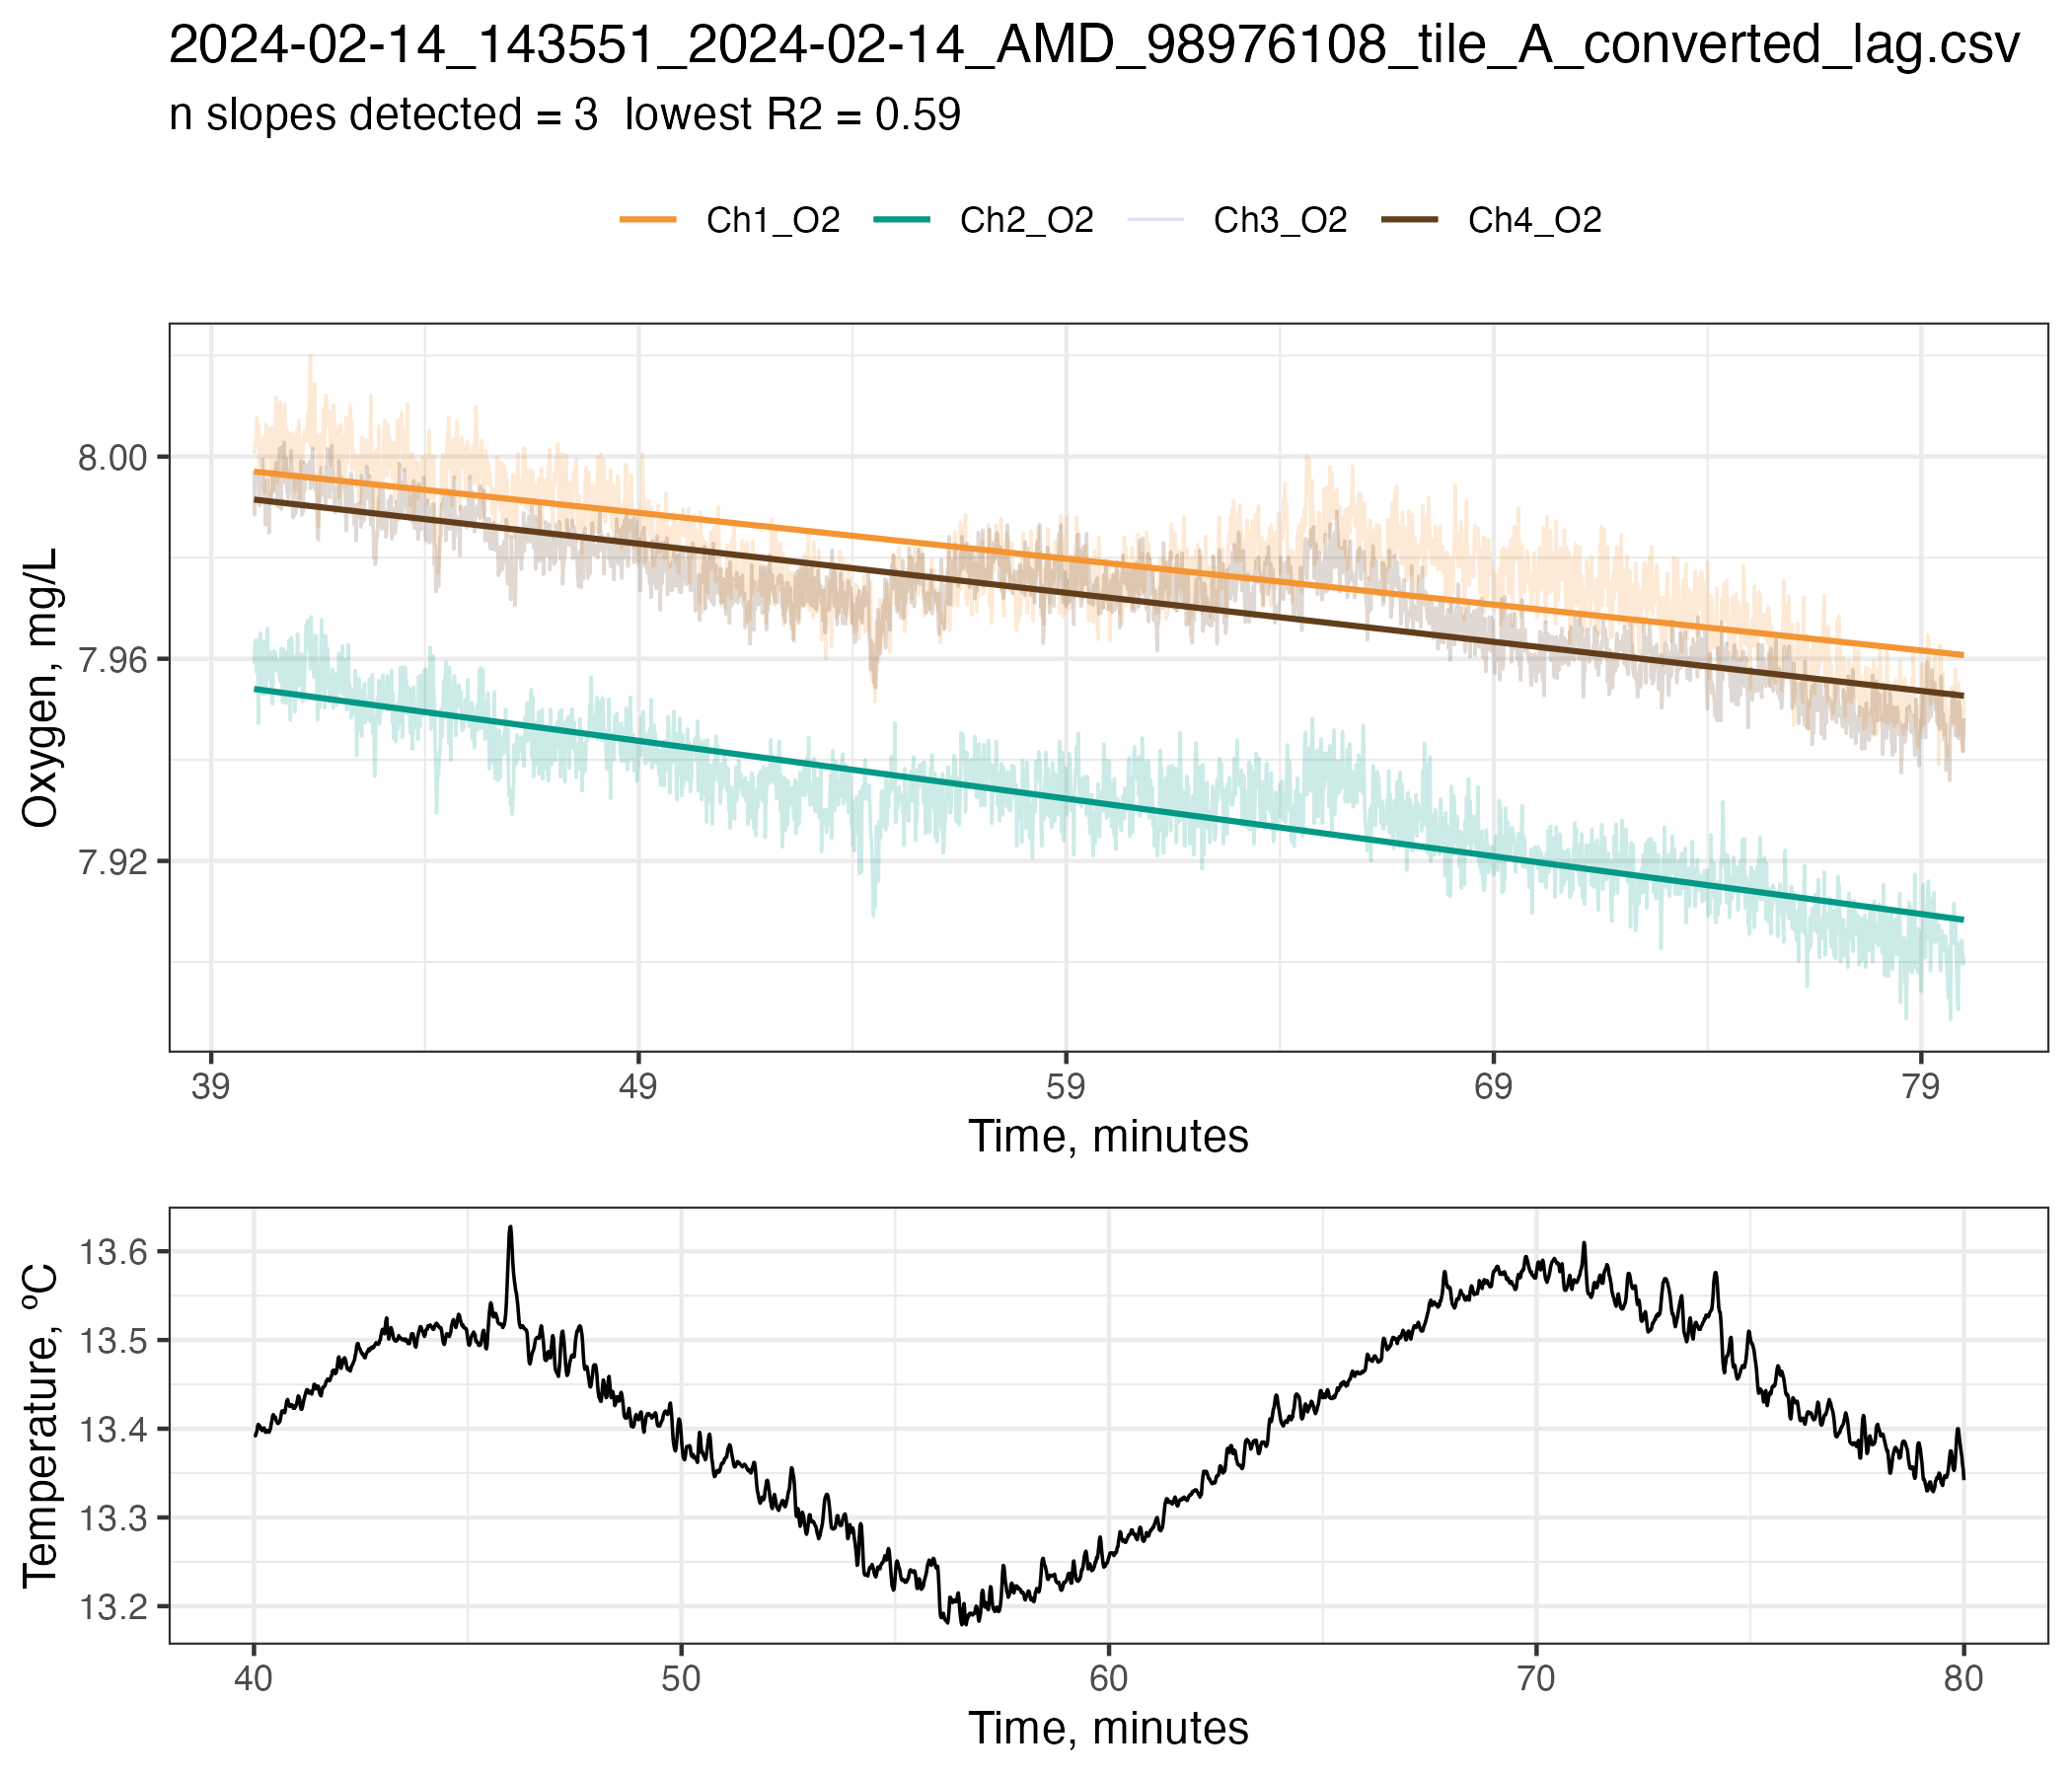 2024-02-14_143551_2024-02-14_AMD_98976108_tile_A_converted_lag.csv
n slopes detected = 3  lowest R2 = 0.59
Ch1_O2 Ch2_O2 Ch3_O2 Ch4_O2
Oxygen, mg/L
8.00
7.96
7.92
39 49 59 69 79
Time, minutes
Temperature, ºC
13.6
13.5
13.4
13.3
13.2
40 50 60 70 80
Time, minutes